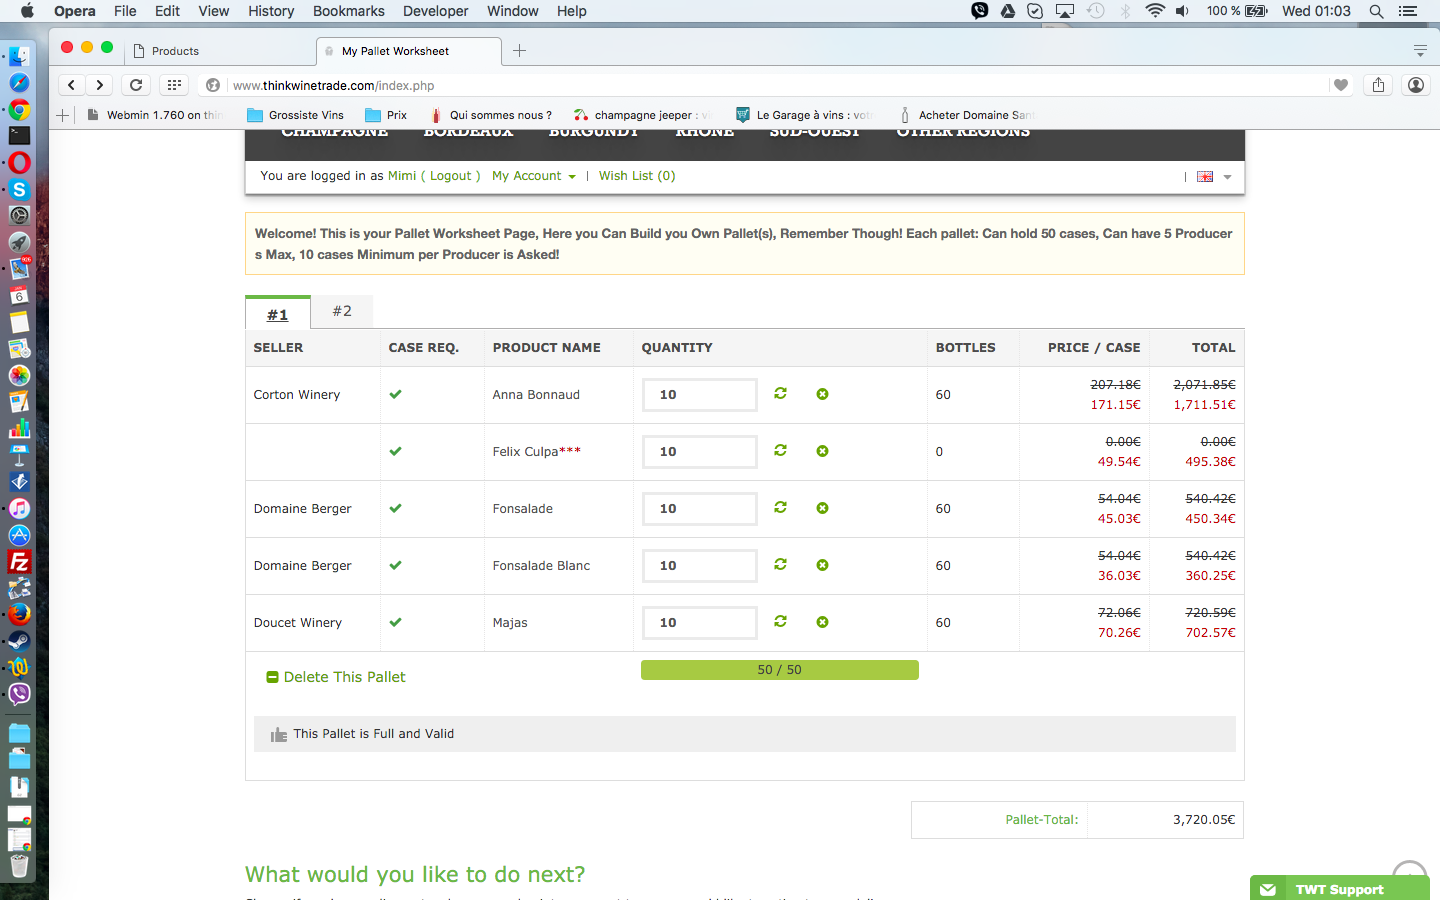 Opera File Edit View History Bookmarks Developer Window Help 100 % Wed 01:03
Products
My Pallet Worksheet
www.thinkwinetrade.com/index.php
Webmin 1.760 on thin Grossiste Vins Prix Qui sommes nous ? champagne jeeper : Le Garage à vins : vot Acheter Domaine San
CHAMPAGNE BORDEAUX BURGUNDY RHONE SUD-OUEST OTHER REGIONS
You are logged in as Mimi ( Logout ) My Account | Wish List (0) |
Welcome! This is your Pallet Worksheet Page, Here you Can Build you Own Pallet(s), Remember Though! Each pallet: Can hold 50 cases, Can have 5 Producer
s Max, 10 cases Minimum per Producer is Asked!
#1 #2
SELLER CASE REQ. PRODUCT NAME QUANTITY BOTTLES PRICE / CASE TOTAL
207.18€ 2,071.85€
Corton Winery Anna Bonnaud 10 60
171.15€ 1,711.51€
0.00€ 0.00€
Felix Culpa*** 10 0
49.54€ 495.38€
54.04€ 540.42€
Domaine Berger Fonsalade 10 60
45.03€ 450.34€
54.04€ 540.42€
Domaine Berger Fonsalade Blanc 10 60
36.03€ 360.25€
72.06€ 720.59€
Doucet Winery Majas 10 60
70.26€ 702.57€
50 / 50
Delete This Pallet
This Pallet is Full and Valid
Pallet-Total: 3,720.05€
What would you like to do next?
TWT Support